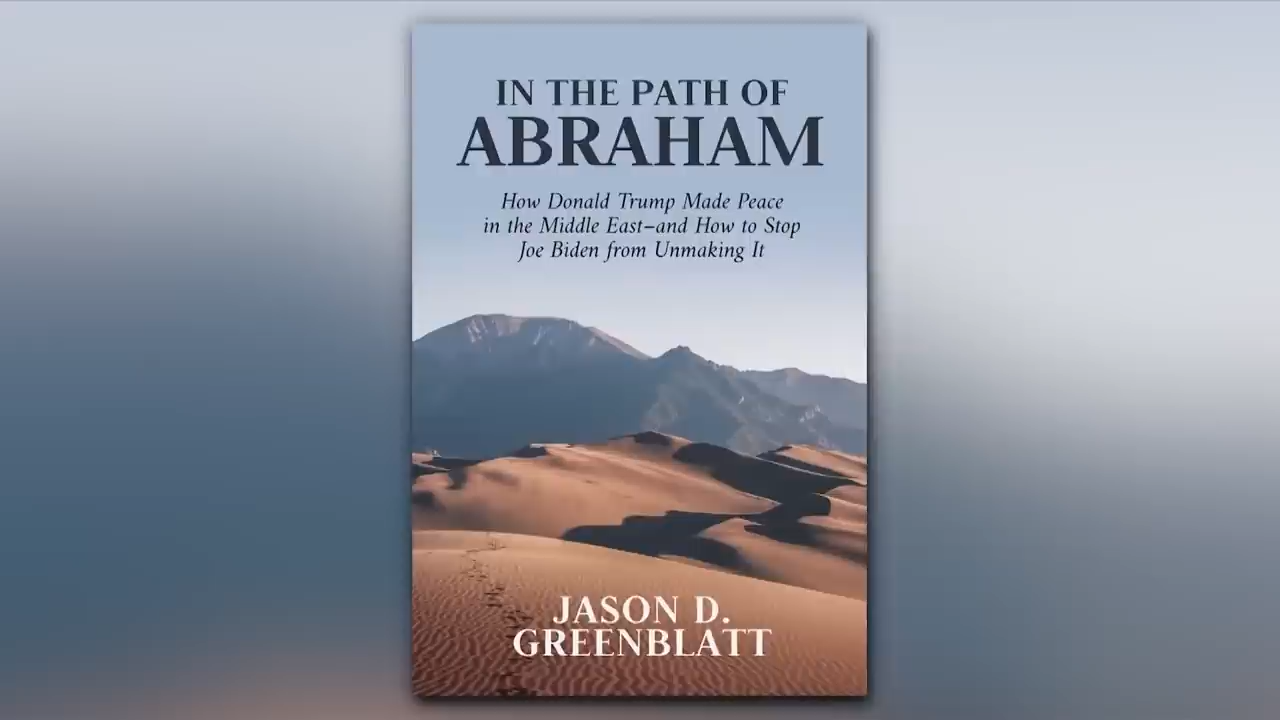 IN THE PATH OF
ABRAHAM
How Donald Trump Made Peace
in the Middle East–and How to Stop
Joe Biden from Unmaking It
JASON D.
GREENBLATT